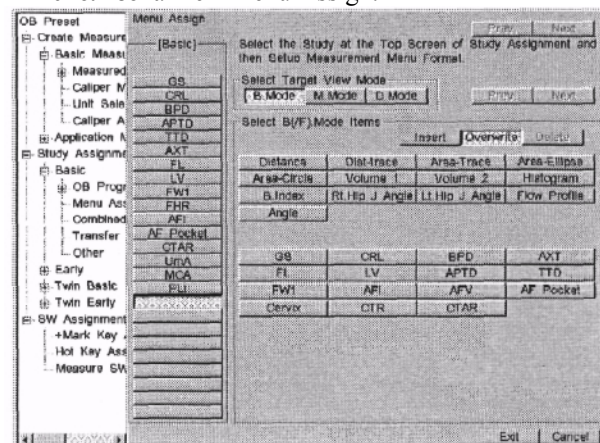 OB Preset
Create Measure
Basic Measu
Measured
Caliper M
Unit Sele
Caliper A
Application M
Study Assignme
Basic
OB Progr
Menu Ass
Combined
Transfer
Other
Early
Twin Basic
Twin Early
SW Assignment
+Mark Key
Hot Key Ass
Measure SW
Menu Assign
[Basic]
GS
CRL
BPD
APTD
TTD
AXT
FL
LV
FW1
FHR
AFI
AF Pocket
CTAR
UmA
MCA
PLI
Prev Next
Select the Study at the Top Screen of Study Assignment and
then Setup Measurement Menu Format.
Select Target View Mode
B.Mode M.Mode D.Mode Prev Next
Select B(/F).Mode Items
Insert Overwrite Delete
Distance Dist-trace Area-Trace Area-Ellipse
Area-Circle Volume 1 Volume 2 Histogram
B.Index Rt.Hip J Angle Lt.Hip J Angle Flow Profile
Angle
GS CRL BPD AXT
FL LV APTD TTD
FW1 AFI AFV AF Pocket
Cervix CTR CTAR
Exit Cancel